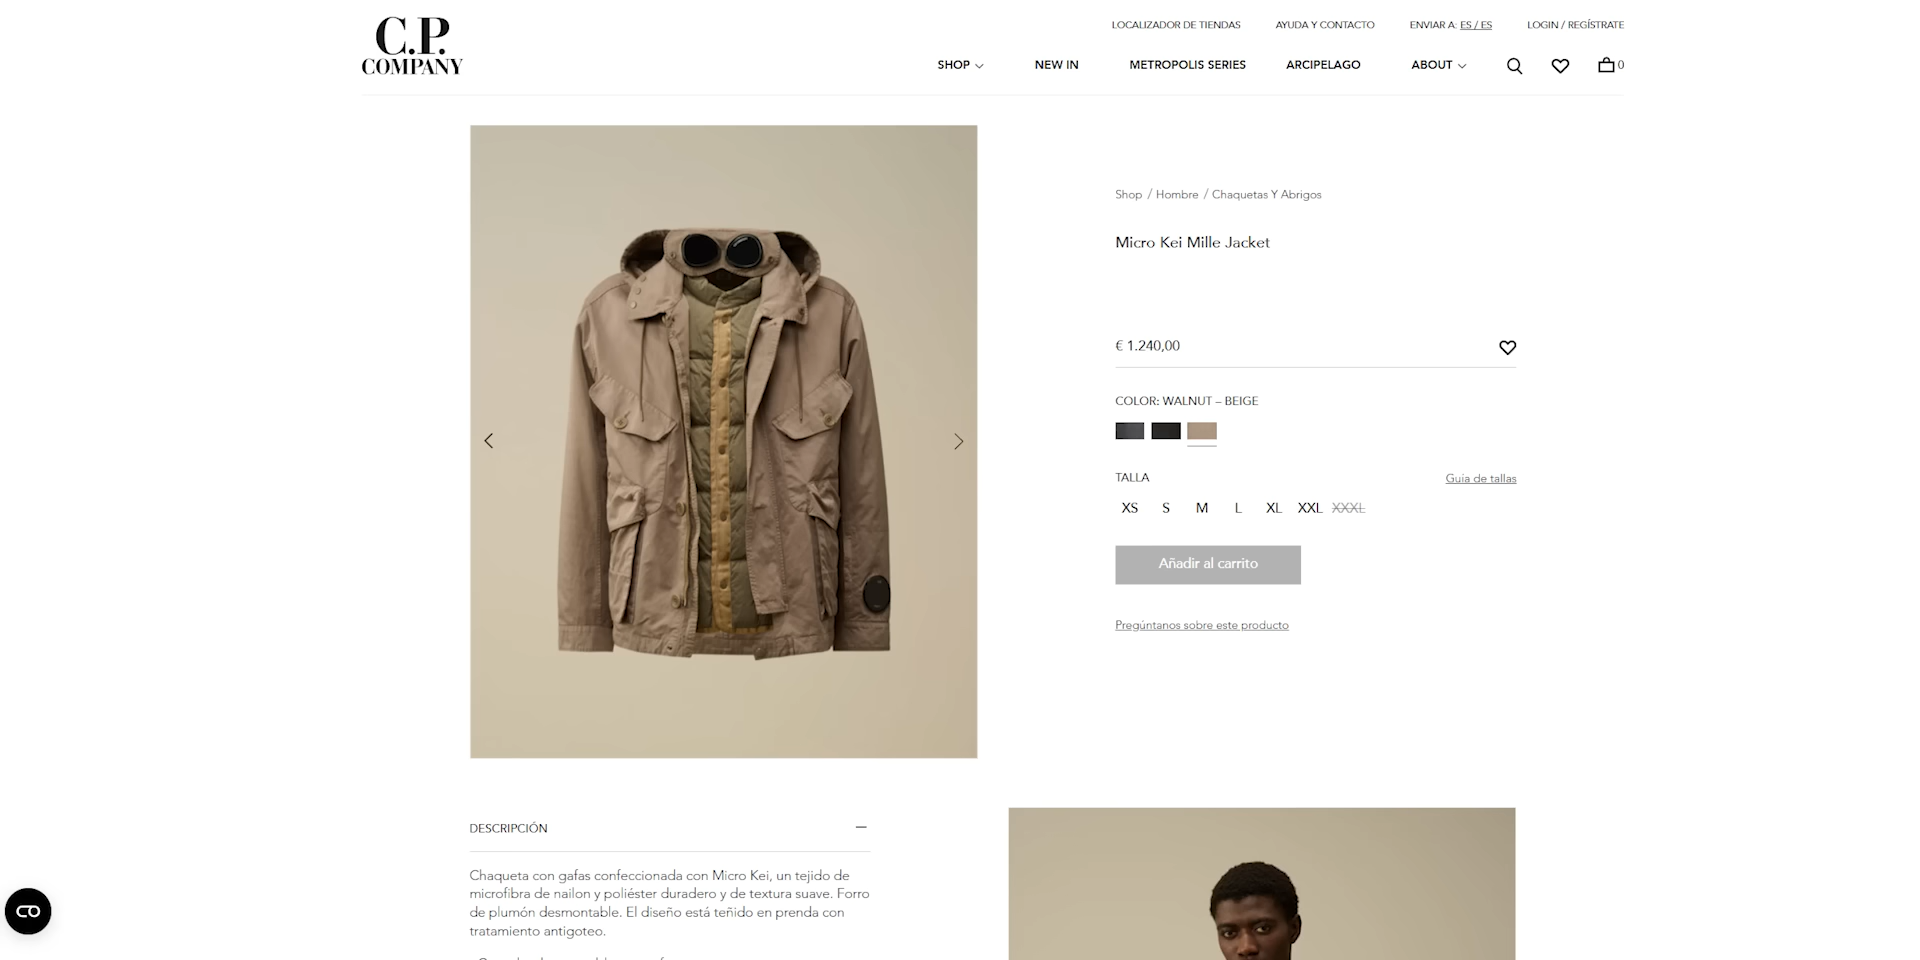 C.P.
COMPANY
LOCALIZADOR DE TIENDAS
AYUDA Y CONTACTO
ENVIAR A: ES / ES
LOGIN / REGÍSTRATE
SHOP
NEW IN
METROPOLIS SERIES
ARCIPELAGO
ABOUT
0
Shop / Hombre / Chaquetas Y Abrigos
Micro Kei Mille Jacket
€ 1.240,00
COLOR: WALNUT – BEIGE
TALLA
Guía de tallas
XS S M L XL XXL XXXL
Añadir al carrito
Pregúntanos sobre este producto
DESCRIPCIÓN
Chaqueta con gafas confeccionada con Micro Kei, un tejido de
microfibra de nailon y poliéster duradero y de textura suave. Forro
de plumón desmontable. El diseño está teñido en prenda con
tratamiento antigoteo.